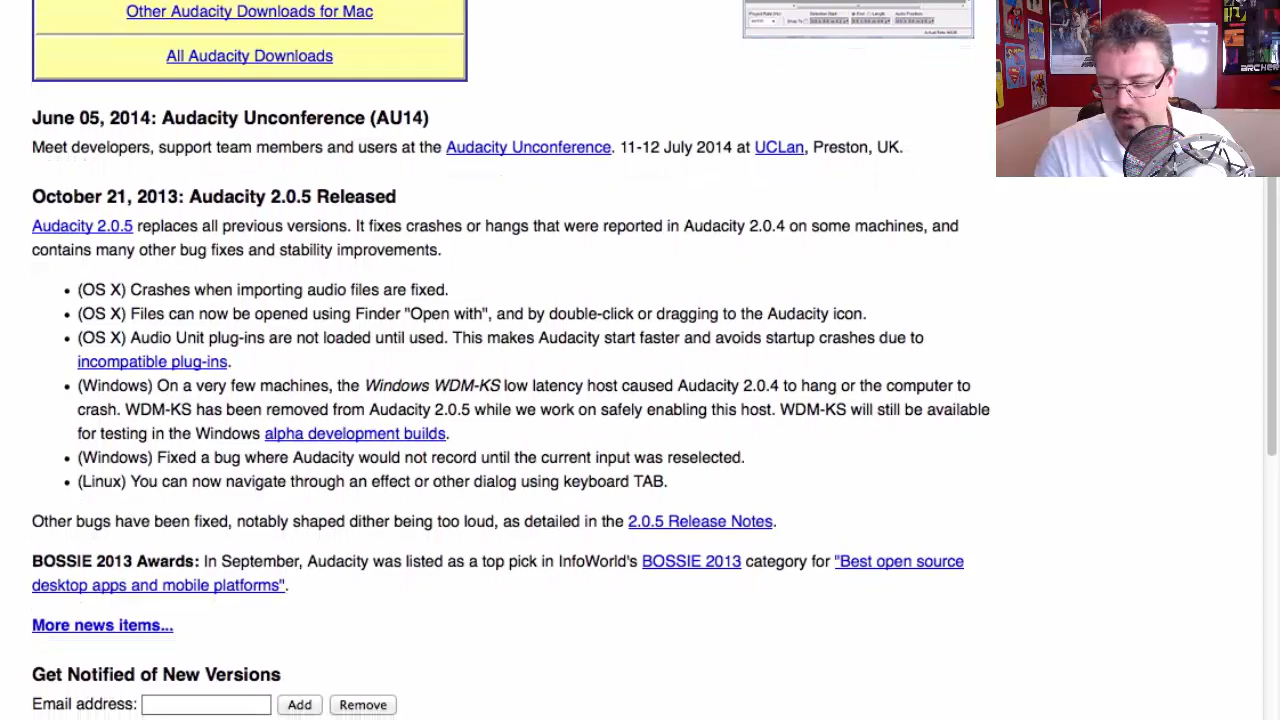 Other Audacity Downloads for Mac
All Audacity Downloads
June 05, 2014: Audacity Unconference (AU14)
Meet developers, support team members and users at the Audacity Unconference. 11-12 July 2014 at UCLan, Preston, UK.
October 21, 2013: Audacity 2.0.5 Released
Audacity 2.0.5 replaces all previous versions. It fixes crashes or hangs that were reported in Audacity 2.0.4 on some machines, and
contains many other bug fixes and stability improvements.
• (OS X) Crashes when importing audio files are fixed.
• (OS X) Files can now be opened using Finder "Open with", and by double-click or dragging to the Audacity icon.
• (OS X) Audio Unit plug-ins are not loaded until used. This makes Audacity start faster and avoids startup crashes due to
incompatible plug-ins.
• (Windows) On a very few machines, the Windows WDM-KS low latency host caused Audacity 2.0.4 to hang or the computer to
crash. WDM-KS has been removed from Audacity 2.0.5 while we work on safely enabling this host. WDM-KS will still be available
for testing in the Windows alpha development builds.
• (Windows) Fixed a bug where Audacity would not record until the current input was reselected.
• (Linux) You can now navigate through an effect or other dialog using keyboard TAB.
Other bugs have been fixed, notably shaped dither being too loud, as detailed in the 2.0.5 Release Notes.
BOSSIE 2013 Awards: In September, Audacity was listed as a top pick in InfoWorld's BOSSIE 2013 category for "Best open source
desktop apps and mobile platforms".
More news items...
Get Notified of New Versions
Email address: Add Remove
ARCHER